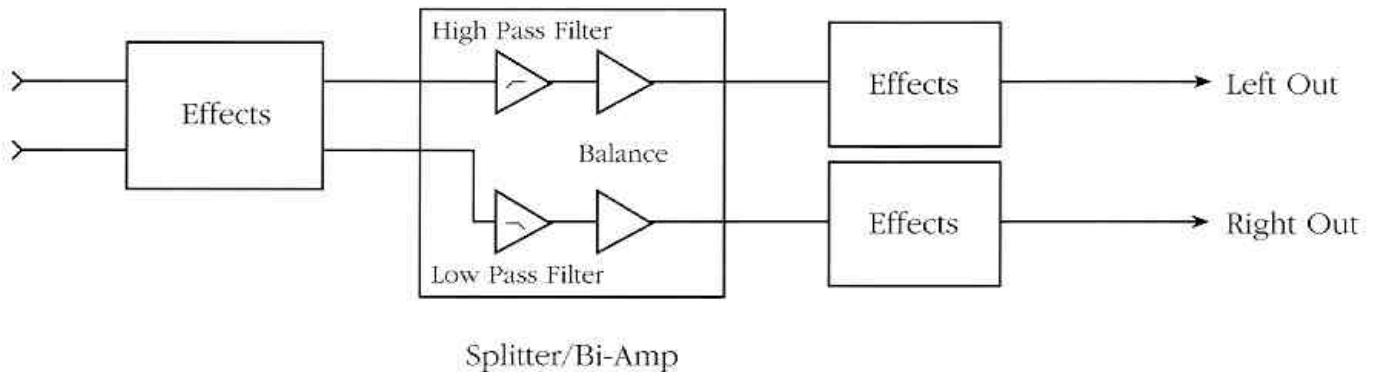 High Pass Filter
Effects
Effects
Left Out
Balance
Effects
Right Out
Low Pass Filter
Splitter/Bi-Amp